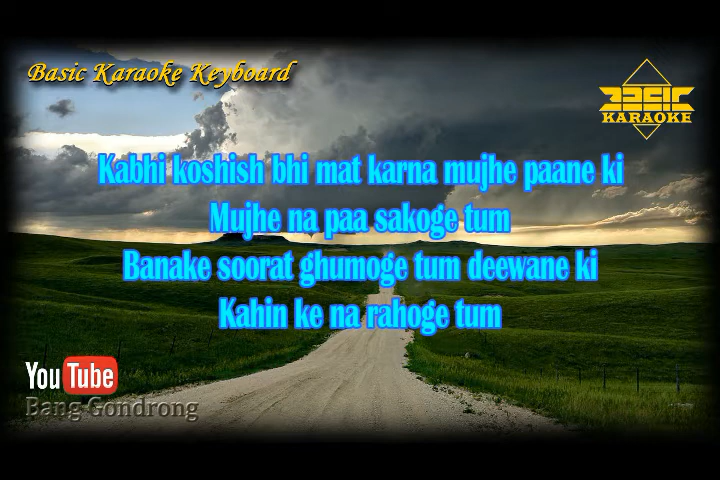 Basic Karaoke Keyboard
BASIC
KARAOKE
Kabhi koshish bhi mat karna mujhe paane ki
Mujhe na paa sakoge tum
Banake soorat ghumoge tum deewane ki
Kahin ke na rahoge tum
YouTube
Bang Gondrong